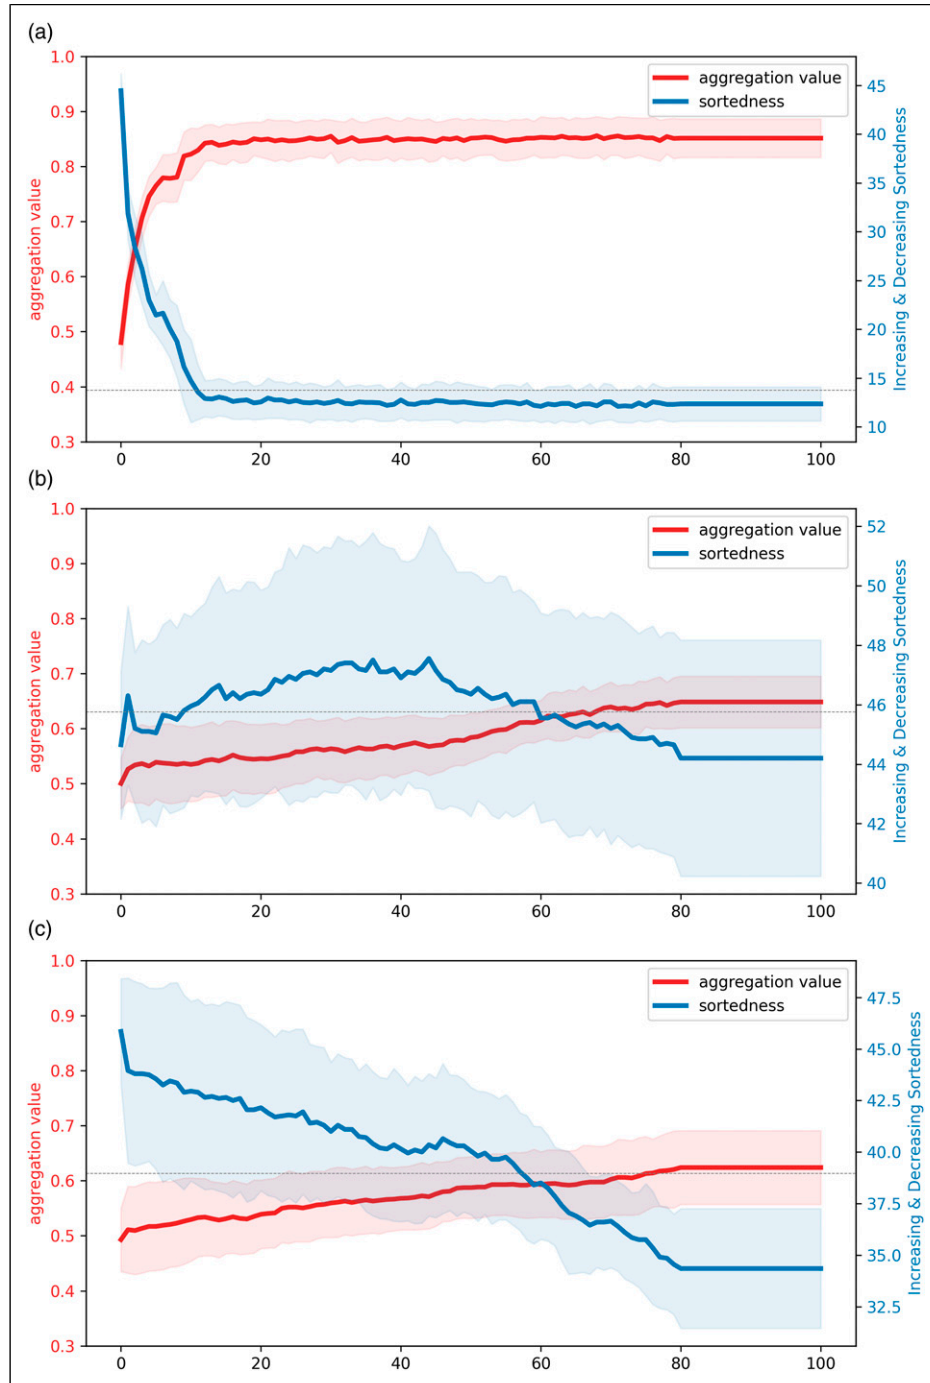 (a)
1.0
0.9
0.8
0.7
0.6
0.5
0.4
0.3
aggregation value
aggregation value
sortedness
45
40
35
30
25
20
15
10
Increasing & Decreasing Sortedness
0 20 40 60 80 100
(b)
1.0
0.9
0.8
0.7
0.6
0.5
0.4
0.3
aggregation value
aggregation value
sortedness
52
50
48
46
44
42
40
Increasing & Decreasing Sortedness
0 20 40 60 80 100
(c)
1.0
0.9
0.8
0.7
0.6
0.5
0.4
0.3
aggregation value
aggregation value
sortedness
47.5
45.0
42.5
40.0
37.5
35.0
32.5
Increasing & Decreasing Sortedness
0 20 40 60 80 100